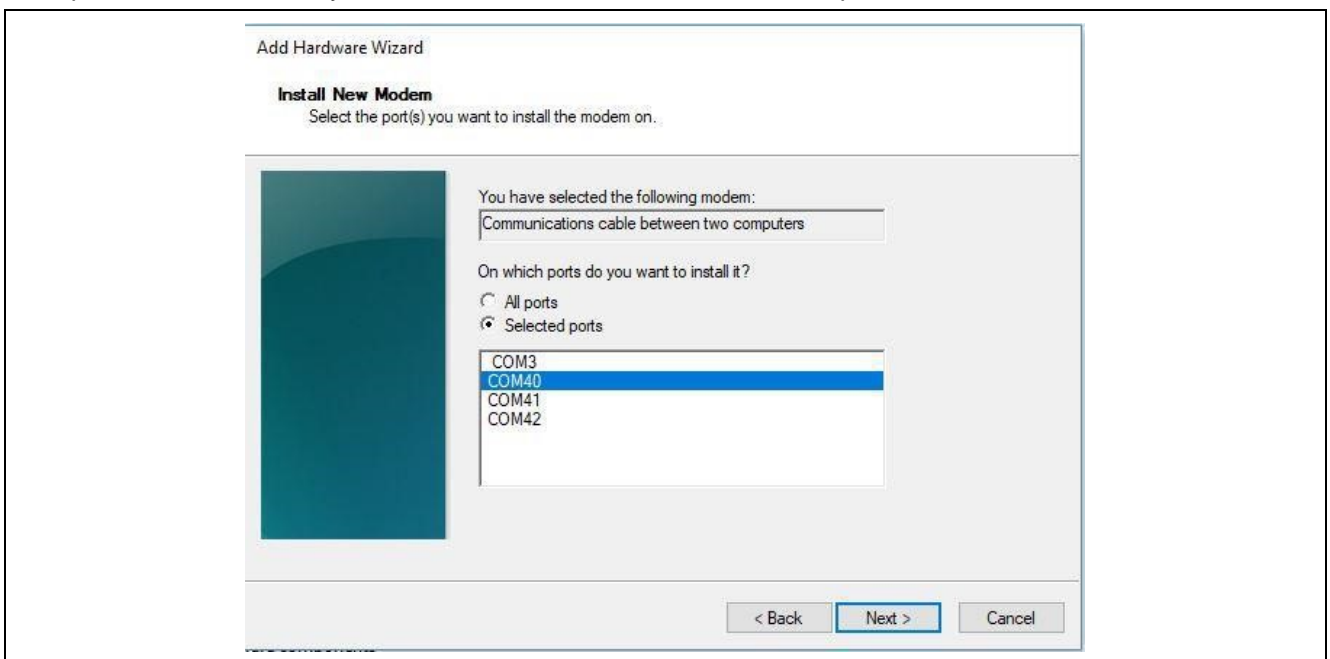 Add Hardware Wizard
Install New Modem
Select the port(s) you want to install the modem on.
You have selected the following modem:
Communications cable between two computers
On which ports do you want to install it?
All ports
Selected ports
COM3
COM40
COM41
COM42
< Back Next > Cancel